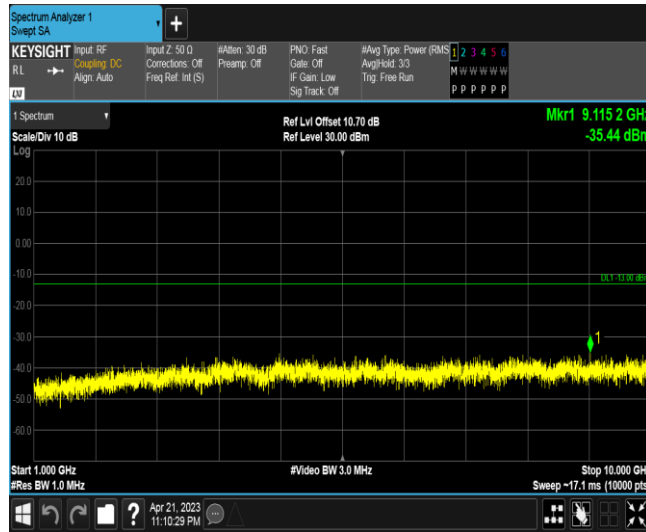 Spectrum Analyzer 1
Swept SA
+
KEYSIGHT Input: RF Input Z: 50 Ω #Atten: 30 dB PNO: Fast #Avg Type: Power (RMS 1 2 3 4 5 6
RL Coupling: DC Corrections: Off Preamp: Off Gate: Off Avg|Hold: 3/3 M W W W W W
Align: Auto Freq Ref: Int (S) IF Gain: Low Trig: Free Run
LXI Sig Track: Off P P P P P P
1 Spectrum Ref Lvl Offset 10.70 dB Mkr1 9.115 2 GHz
Scale/Div 10 dB Ref Level 30.00 dBm -35.44 dBm
Log
20.0
10.0
0.00
-10.0
DL1 -13.00 dBm
-20.0
-30.0
1
-40.0
-50.0
-60.0
Start 1.000 GHz #Video BW 3.0 MHz Stop 10.000 GHz
#Res BW 1.0 MHz Sweep ~17.1 ms (10000 pts
? Apr 21, 2023
11:10:29 PM